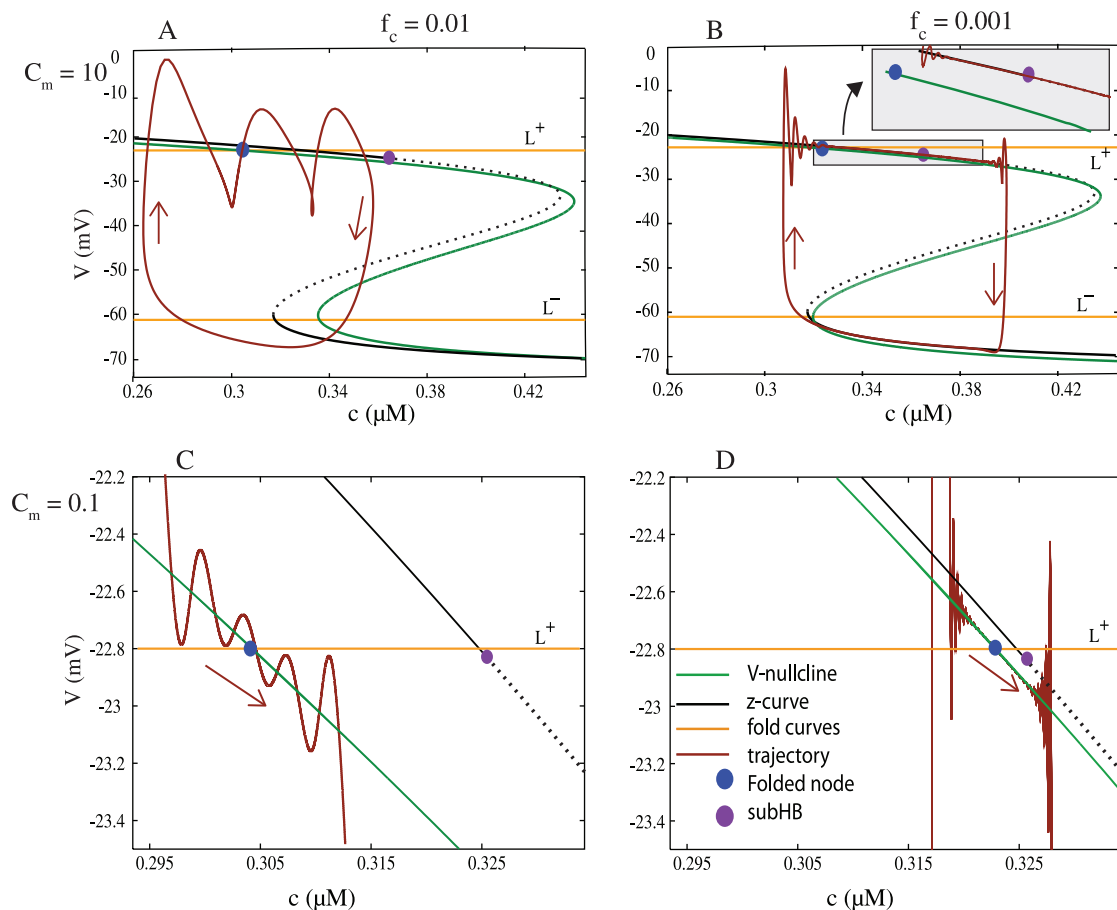 f_c = 0.01
f_c = 0.001
A
B
C_m = 10
0
-10
-20
-30
-40
-50
-60
-70
V (mV)
L^+
L^-
0.26
0.3
0.34
0.38
0.42
c (μM)
0
-10
-20
-30
-40
-50
-60
-70
V (mV)
L^+
L^-
0.26
0.3
0.34
0.38
0.42
c (μM)
C
D
C_m = 0.1
-22.2
-22.4
-22.6
-22.8
-23
-23.2
-23.4
V (mV)
L^+
0.295
0.305
0.315
0.325
c (μM)
-22.2
-22.4
-22.6
-22.8
-23
-23.2
-23.4
V (mV)
L^+
V-nullcline
z-curve
fold curves
trajectory
Folded node
subHB
0.295
0.305
0.315
0.325
c (μM)